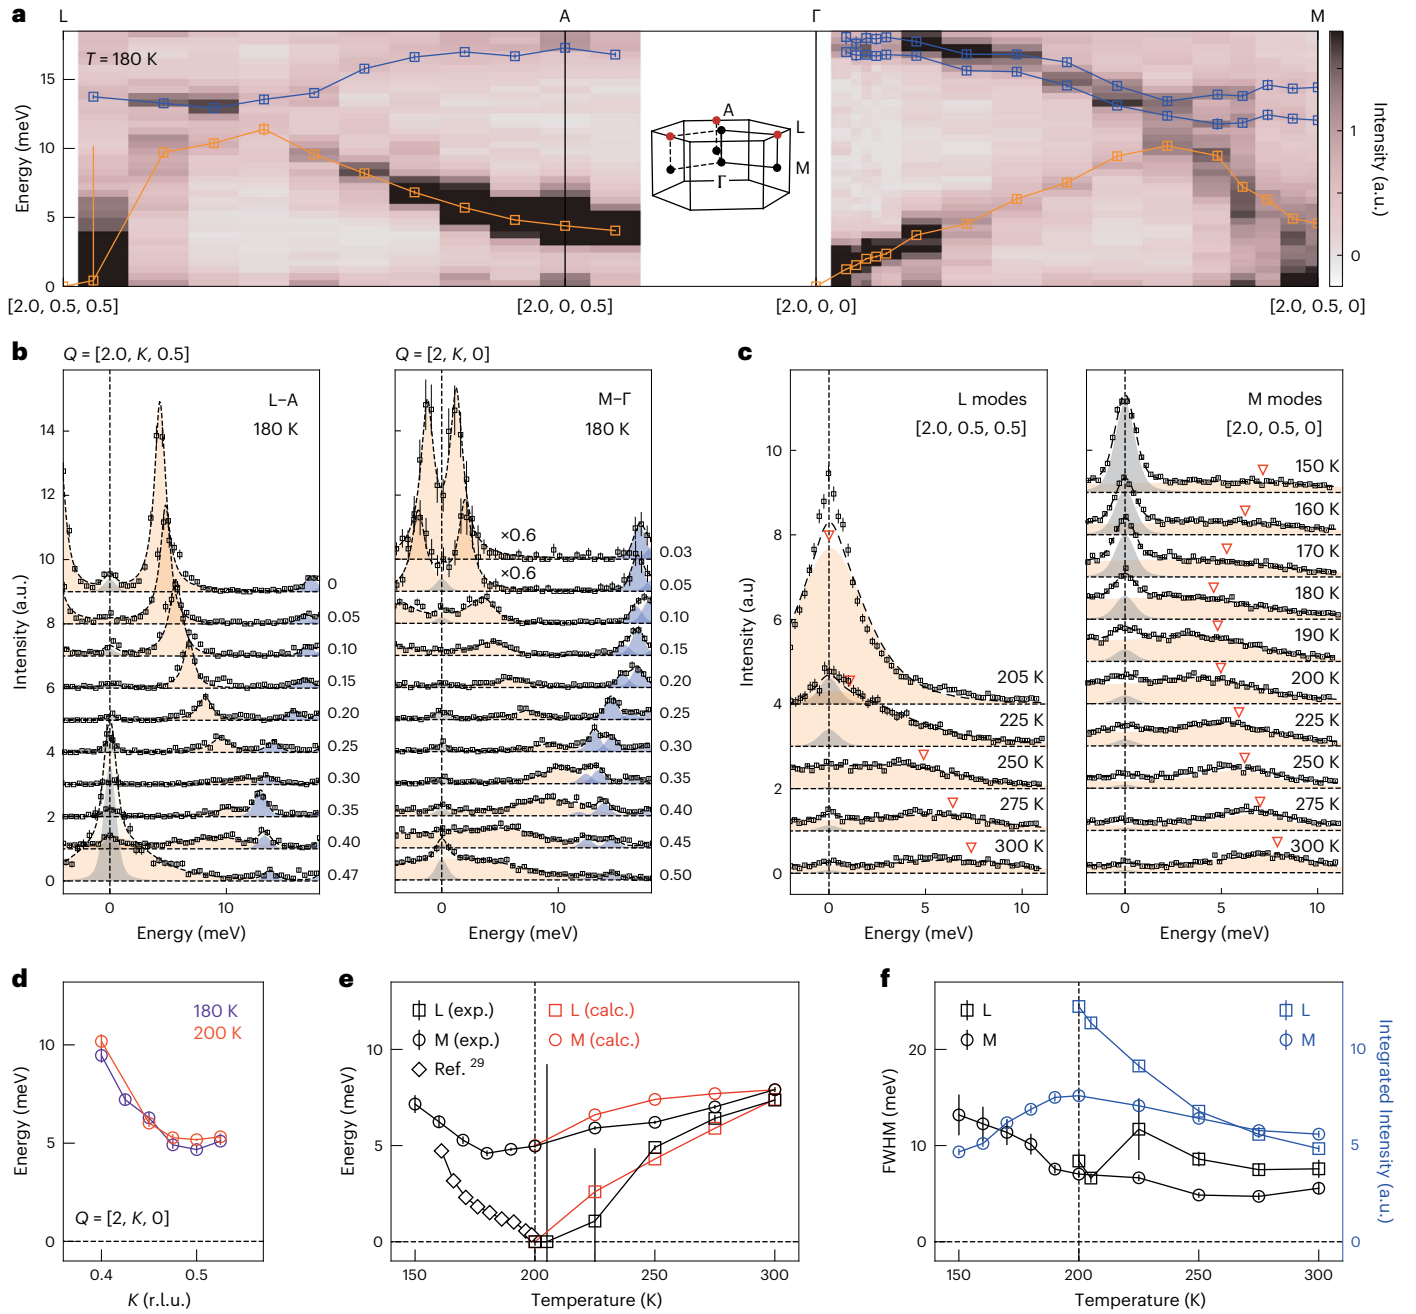 a
L
A
Γ
M
T = 180 K
Energy (meV)
15
10
5
0
A
L
M
Γ
1
0
Intensity (a.u.)
[2.0, 0.5, 0.5]
[2.0, 0, 0.5]
[2.0, 0, 0]
[2.0, 0.5, 0]
b
Q = [2.0, K, 0.5]
L–A
180 K
Intensity (a.u.)
14
12
10
8
6
4
2
0
0
0.05
0.10
0.15
0.20
0.25
0.30
0.35
0.40
0.47
0
10
Energy (meV)
Q = [2, K, 0]
M–Γ
180 K
×0.6
×0.6
0.03
0.05
0.10
0.15
0.20
0.25
0.30
0.35
0.40
0.45
0.50
0
10
Energy (meV)
c
L modes
[2.0, 0.5, 0.5]
Intensity (a.u)
10
8
6
4
2
0
205 K
225 K
250 K
275 K
300 K
0
5
10
Energy (meV)
M modes
[2.0, 0.5, 0]
150 K
160 K
170 K
180 K
190 K
200 K
225 K
250 K
275 K
300 K
0
5
10
Energy (meV)
d
180 K
200 K
Energy (meV)
10
5
0
Q = [2, K, 0]
0.4
0.5
K (r.l.u.)
e
L (exp.)
L (calc.)
M (exp.)
M (calc.)
Ref. 29
Energy (meV)
10
5
0
150
200
250
300
Temperature (K)
f
L
L
M
M
FWHM (meV)
20
10
0
10
5
0
Integrated Intensity (a.u.)
150
200
250
300
Temperature (K)